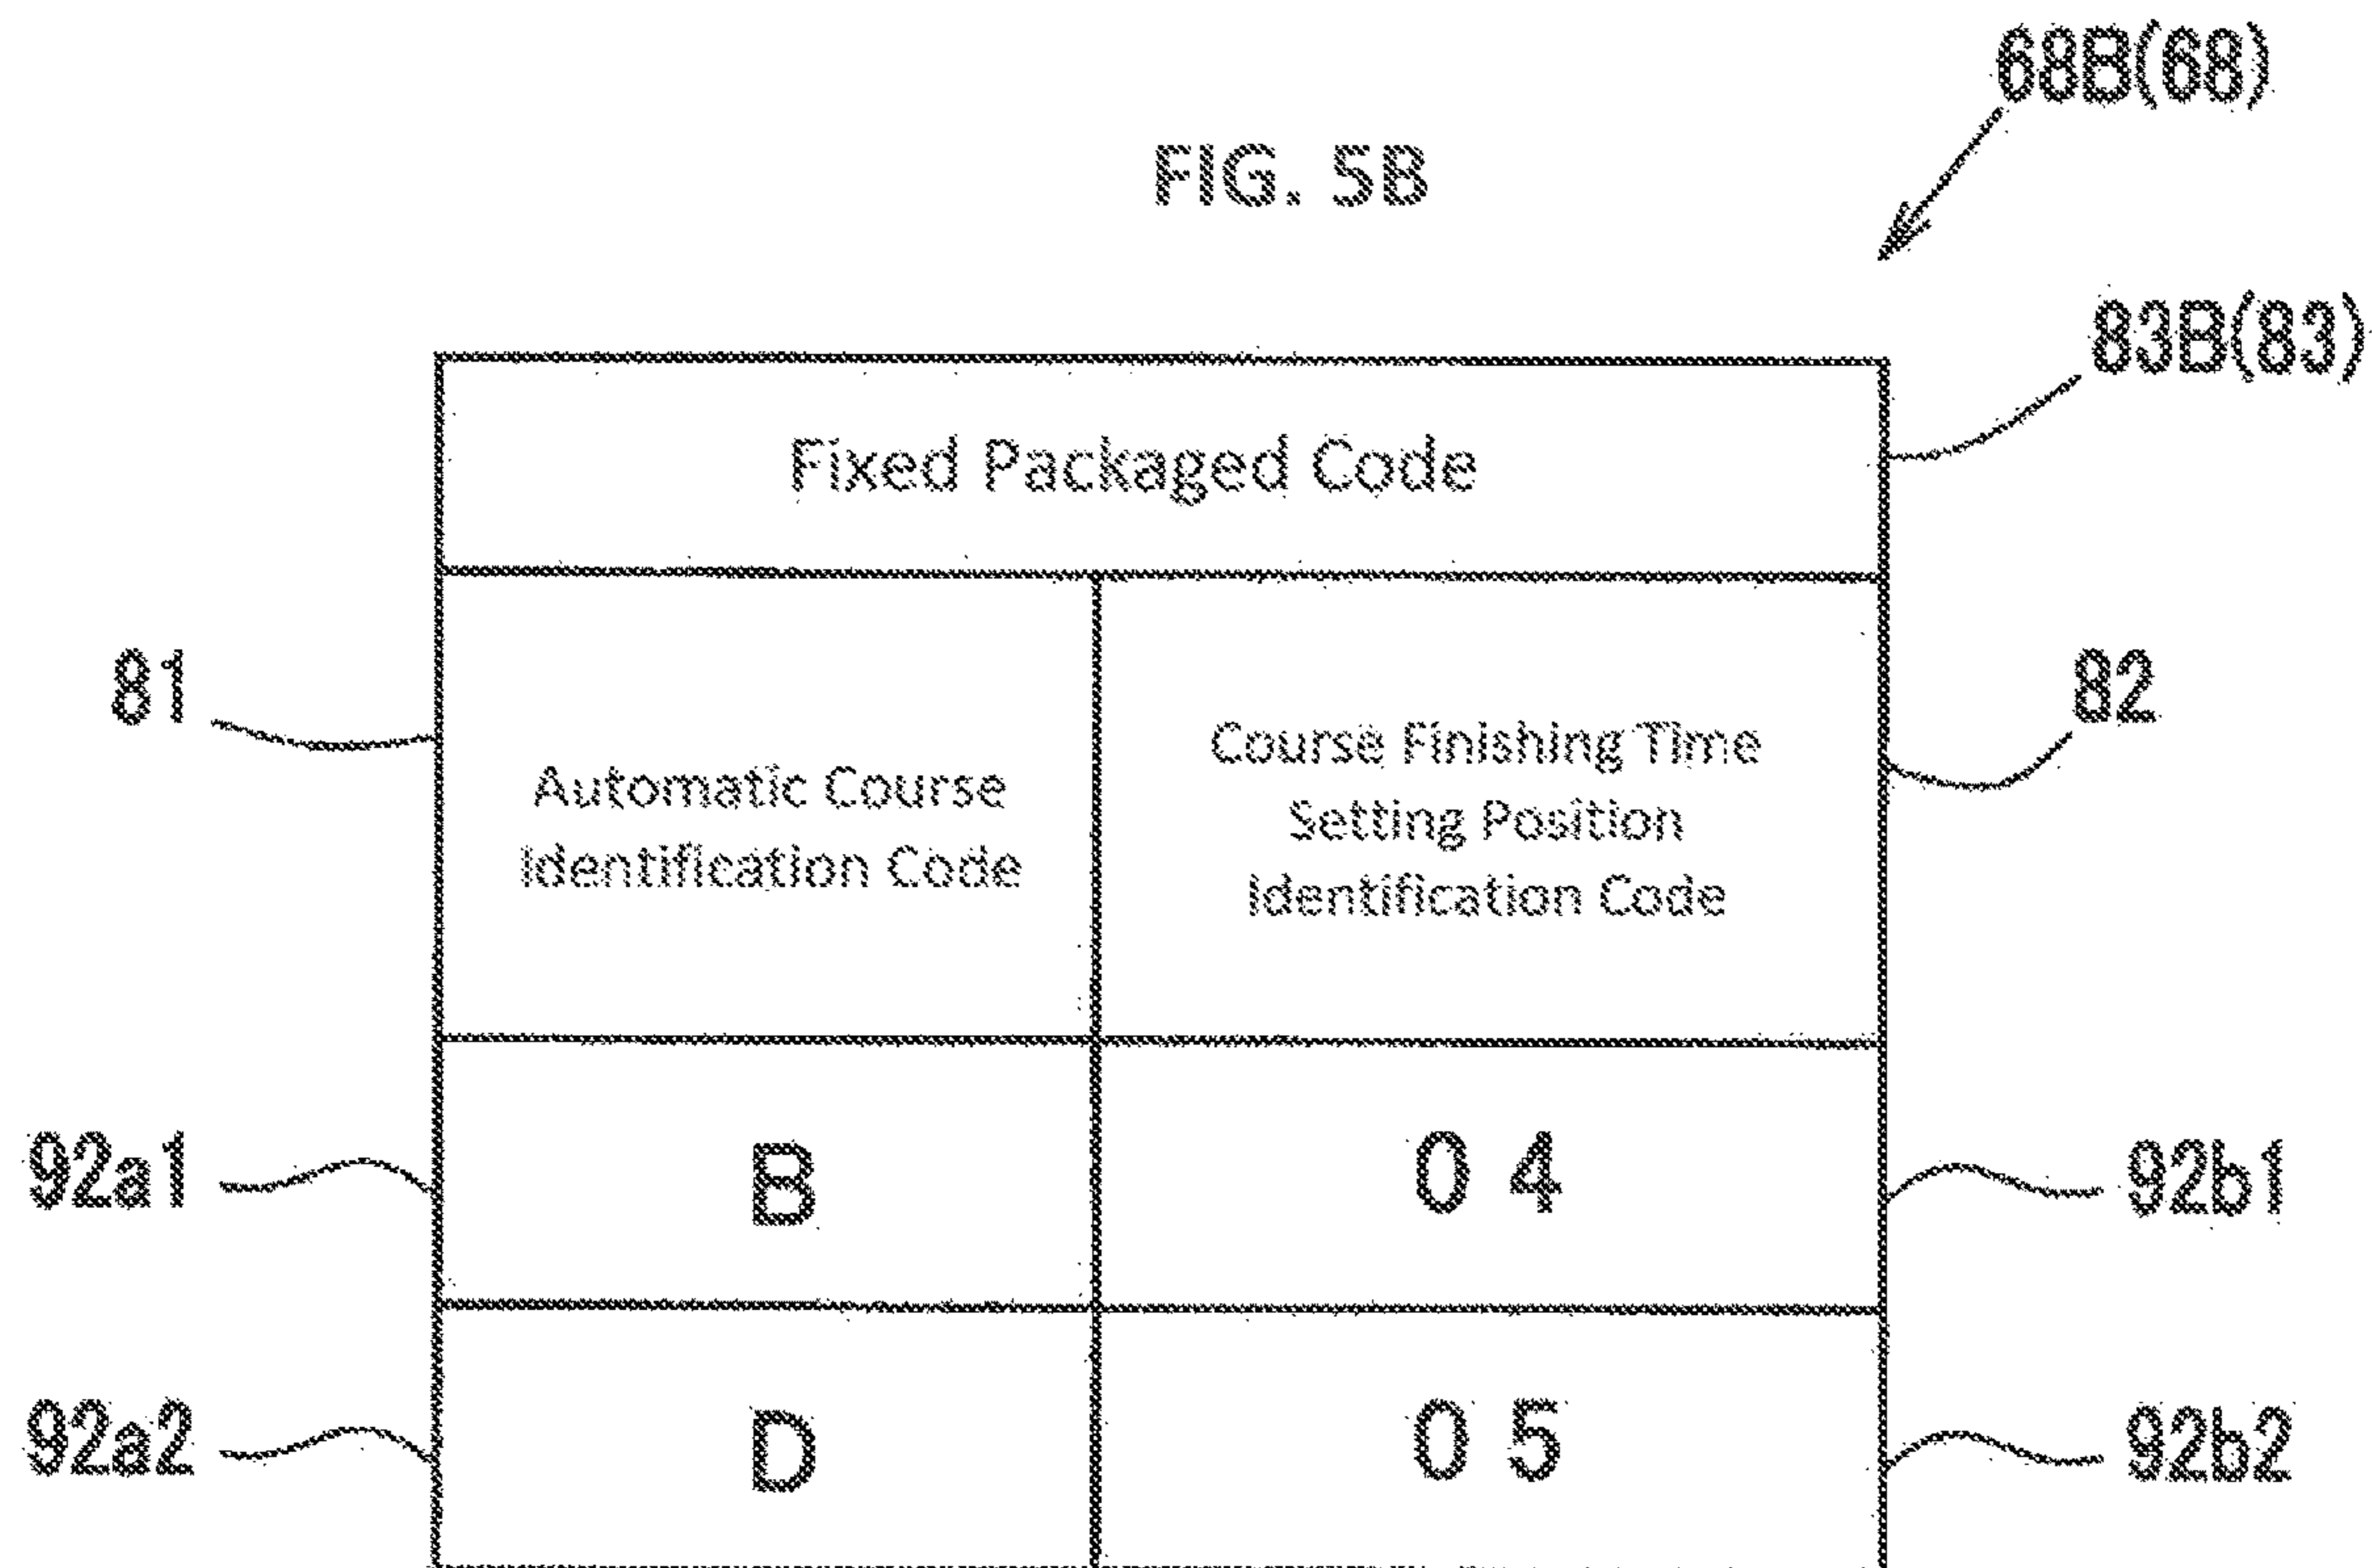 68B(68)
FIG. 5B
83B(83)
Fixed Packaged Code
81
82
Automatic Course
Identification Code
Course Finishing Time
Setting Position
Identification Code
92a1
B
0 4
92b1
92a2
D
0 5
92b2